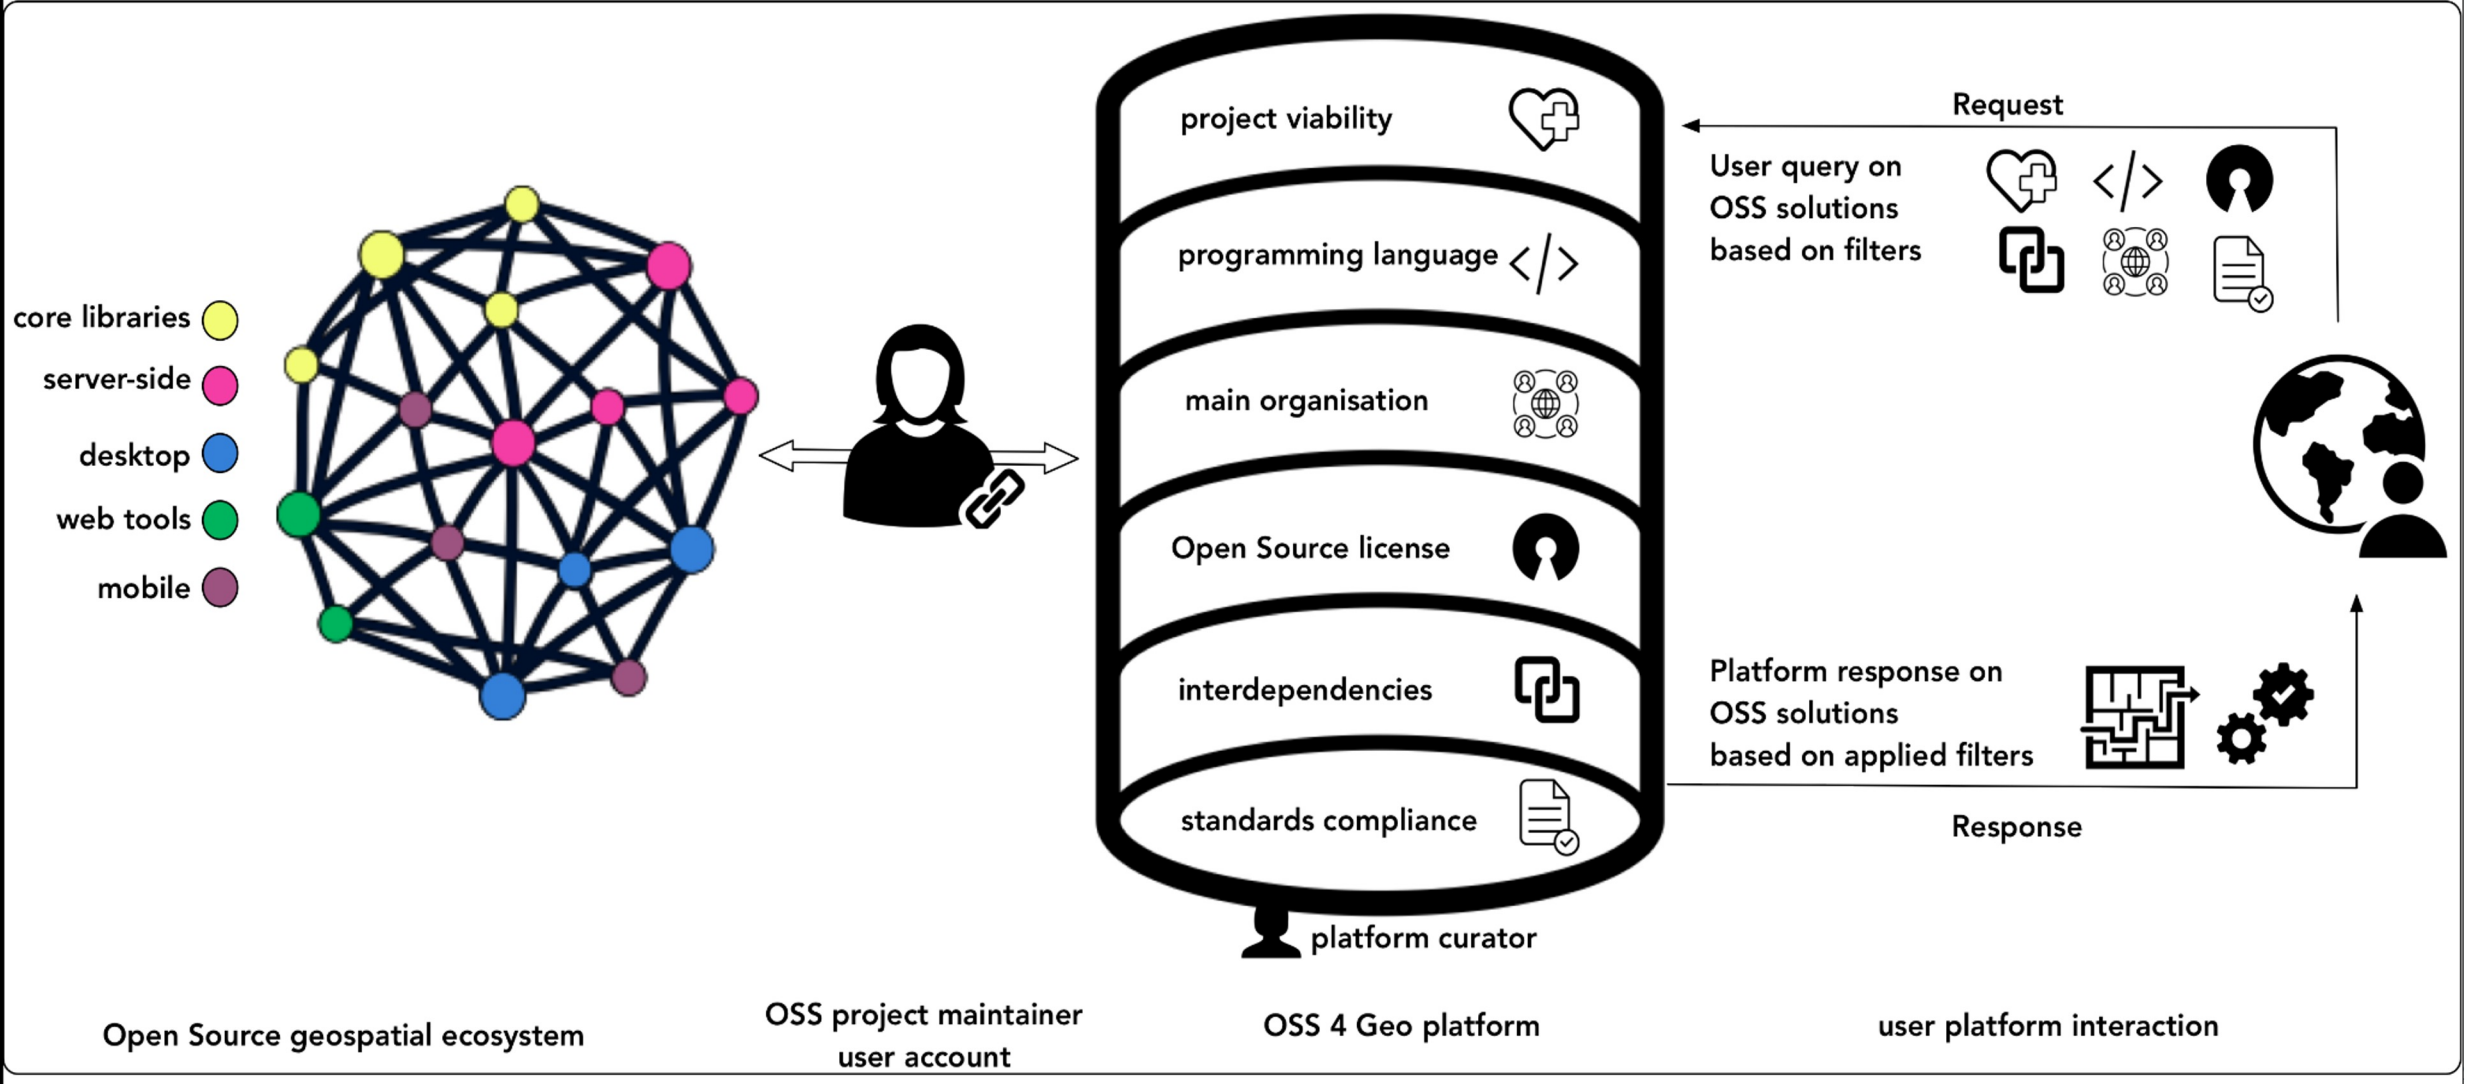 core libraries
server-side
desktop
web tools
mobile
Open Source geospatial ecosystem
OSS project maintainer
user account
project viability
programming language
main organisation
Open Source license
interdependencies
standards compliance
platform curator
OSS 4 Geo platform
Request
User query on
OSS solutions
based on filters
Platform response on
OSS solutions
based on applied filters
Response
user platform interaction